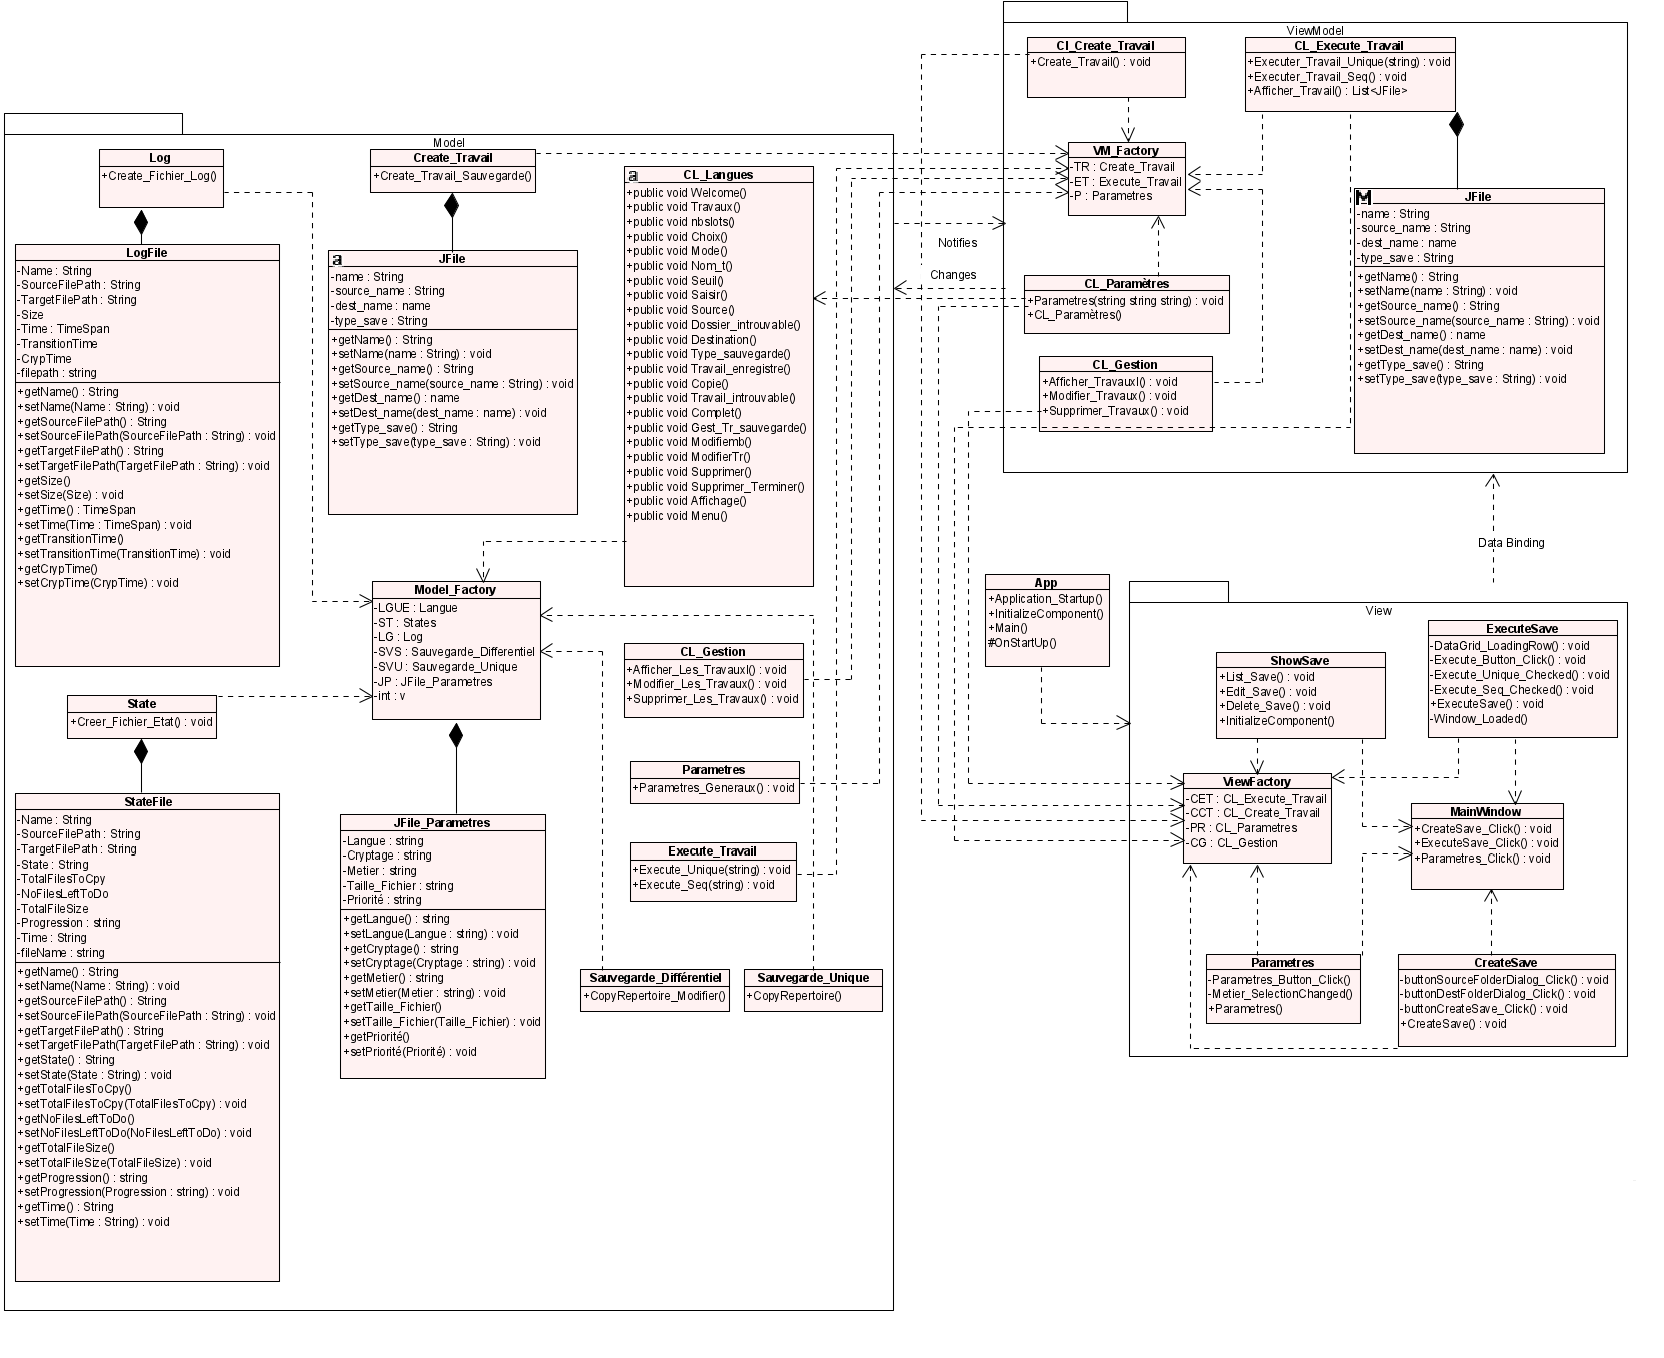 Model
Log
+Create_Fichier_Log()
LogFile
-Name : String
-SourceFilePath : String
-TargetFilePath : String
-Size
-Time : TimeSpan
-TransitionTime
-CrypTime
-filepath : string
+getName() : String
+setName(Name : String) : void
+getSourceFilePath() : String
+setSourceFilePath(SourceFilePath : String) : void
+getTargetFilePath() : String
+setTargetFilePath(TargetFilePath : String) : void
+getSize()
+setSize(Size) : void
+getTime() : TimeSpan
+setTime(Time : TimeSpan) : void
+getTransitionTime()
+setTransitionTime(TransitionTime) : void
+getCrypTime()
+setCrypTime(CrypTime) : void
State
+Creer_Fichier_Etat() : void
StateFile
-Name : String
-SourceFilePath : String
-TargetFilePath : String
-State : String
-TotalFilesToCpy
-NoFilesLeftToDo
-TotalFileSize
-Progression : string
-Time : String
-fileName : string
+getName() : String
+setName(Name : String) : void
+getSourceFilePath() : String
+setSourceFilePath(SourceFilePath : String) : void
+getTargetFilePath() : String
+setTargetFilePath(TargetFilePath : String) : void
+getState() : String
+setState(State : String) : void
+getTotalFilesToCpy()
+setTotalFilesToCpy(TotalFilesToCpy) : void
+getNoFilesLeftToDo()
+setNoFilesLeftToDo(NoFilesLeftToDo) : void
+getTotalFileSize()
+setTotalFileSize(TotalFileSize) : void
+getProgression() : string
+setProgression(Progression : string) : void
+getTime() : String
+setTime(Time : String) : void
Create_Travail
+Create_Travail_Sauvegarde()
a
JFile
-name : String
-source_name : String
-dest_name : name
-type_save : String
+getName() : String
+setName(name : String) : void
+getSource_name() : String
+setSource_name(source_name : String) : void
+getDest_name() : name
+setDest_name(dest_name : name) : void
+getType_save() : String
+setType_save(type_save : String) : void
Model_Factory
-LGUE : Langue
-ST : States
-LG : Log
-SVS : Sauvegarde_Differentiel
-SVU : Sauvegarde_Unique
-JP : JFile_Parametres
-int : v
JFile_Parametres
-Langue : string
-Cryptage : string
-Metier : string
-Taille_Fichier : string
-Priorité : string
+getLangue() : string
+setLangue(Langue : string) : void
+getCryptage() : string
+setCryptage(Cryptage : string) : void
+getMetier() : string
+setMetier(Metier : string) : void
+getTaille_Fichier()
+setTaille_Fichier(Taille_Fichier) : void
+getPriorité()
+setPriorité(Priorité) : void
a
CL_Langues
+public void Welcome()
+public void Travaux()
+public void nbslots()
+public void Choix()
+public void Mode()
+public void Nom_t()
+public void Seuil()
+public void Saisir()
+public void Source()
+public void Dossier_introuvable()
+public void Destination()
+public void Type_sauvegarde()
+public void Travail_enregistre()
+public void Copie()
+public void Travail_introuvable()
+public void Complet()
+public void Gest_Tr_sauvegarde()
+public void Modifiemb()
+public void ModifierTr()
+public void Supprimer()
+public void Supprimer_Terminer()
+public void Affichage()
+public void Menu()
CL_Gestion
+Afficher_Les_Travauxl() : void
+Modifier_Les_Travaux() : void
+Supprimer_Les_Travaux() : void
Parametres
+Parametres_Generaux() : void
Execute_Travail
+Execute_Unique(string) : void
+Execute_Seq(string) : void
Sauvegarde_Différentiel
+CopyRepertoire_Modifier()
Sauvegarde_Unique
+CopyRepertoire()
Notifies
Changes
ViewModel
Cl_Create_Travail
+Create_Travail() : void
CL_Execute_Travail
+Executer_Travail_Unique(string) : void
+Executer_Travail_Seq() : void
+Afficher_Travail() : List<JFile>
VM_Factory
-TR : Create_Travail
-ET : Execute_Travail
-P : Parametres
M
JFile
-name : String
-source_name : String
-dest_name : name
-type_save : String
+getName() : String
+setName(name : String) : void
+getSource_name() : String
+setSource_name(source_name : String) : void
+getDest_name() : name
+setDest_name(dest_name : name) : void
+getType_save() : String
+setType_save(type_save : String) : void
CL_Paramètres
+Parametres(string string string) : void
+CL_Paramètres()
CL_Gestion
+Afficher_Travauxl() : void
+Modifier_Travaux() : void
+Supprimer_Travaux() : void
Data Binding
App
+Application_Startup()
+InitializeComponent()
+Main()
#OnStartUp()
View
ShowSave
+List_Save() : void
+Edit_Save() : void
+Delete_Save() : void
+InitializeComponent()
ExecuteSave
-DataGrid_LoadingRow() : void
-Execute_Button_Click() : void
-Execute_Unique_Checked() : void
-Execute_Seq_Checked() : void
+ExecuteSave() : void
-Window_Loaded()
ViewFactory
-CET : CL_Execute_Travail
-CCT : CL_Create_Travail
-PR : CL_Parametres
-CG : CL_Gestion
MainWindow
+CreateSave_Click() : void
+ExecuteSave_Click() : void
+Parametres_Click() : void
Parametres
-Parametres_Button_Click()
-Metier_SelectionChanged()
+Parametres()
CreateSave
-buttonSourceFolderDialog_Click() : void
-buttonDestFolderDialog_Click() : void
-buttonCreateSave_Click() : void
+CreateSave() : void